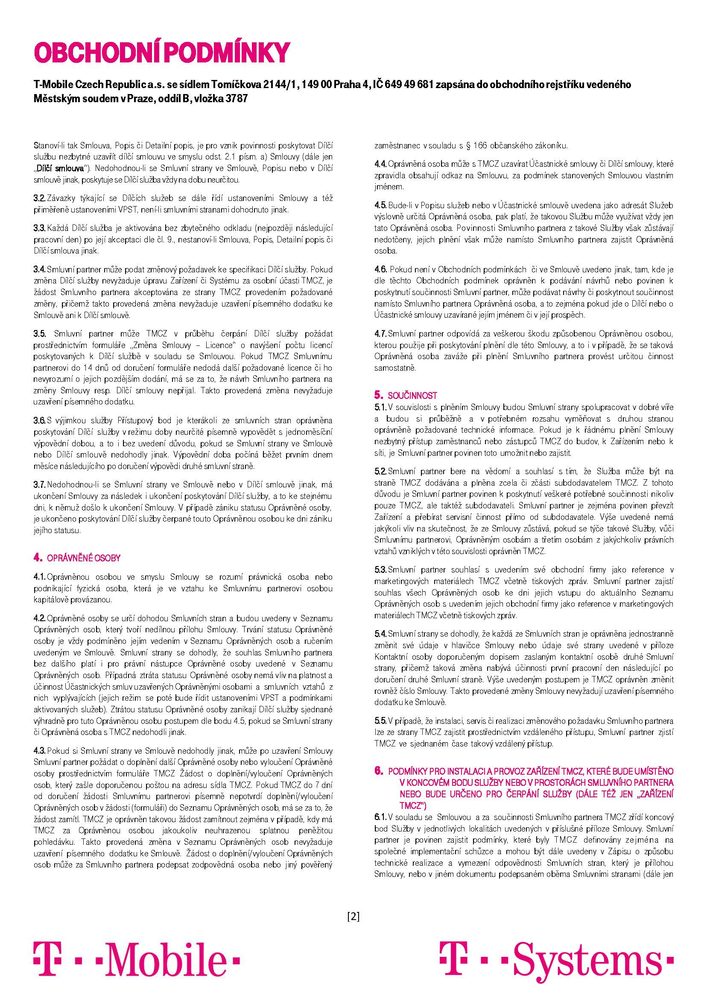 OBCHODNÍ PODMÍNKY
T-Mobile Czech Republic a.s. se sídlem Tomíčkova 2144/1, 149 00 Praha 4, IČ 649 49 681 zapsána do obchodního rejstříku vedeného
Městským soudem v Praze, oddíl B, vložka 3787
Stanoví-li tak Smlouva, Popis či Detailní popis, je pro vznik povinnosti poskytovat Dílčí
službu nezbytné uzavřít dílčí smlouvu ve smyslu odst. 2.1 písm. a) Smlouvy (dále jen
„Dílčí smlouva“). Nedohodnou-li se Smluvní strany ve Smlouvě, Popisu nebo v Dílčí
smlouvě jinak, poskytuje se Dílčí služba vždy na dobu neurčitou.
3.2. Závazky týkající se Dílčích služeb se dále řídí ustanoveními Smlouvy a též
přiměřeně ustanoveními VPST, není-li smluvními stranami dohodnuto jinak.
3.3. Každá Dílčí služba je aktivována bez zbytečného odkladu (nejpozději následující
pracovní den) po její akceptaci dle čl. 9., nestanoví-li Smlouva, Popis, Detailní popis či
Dílčí smlouva jinak.
3.4. Smluvní partner může podat změnový požadavek ke specifikaci Dílčí služby. Pokud
změna Dílčí služby nevyžaduje úpravu Zařízení či Systému za osobní účasti TMCZ, je
žádost Smluvního partnera akceptována ze strany TMCZ provedením požadované
změny, přičemž takto provedená změna nevyžaduje uzavření písemného dodatku ke
Smlouvě ani k Dílčí smlouvě.
3.5. Smluvní partner může TMCZ v průběhu čerpání Dílčí služby požádat
prostřednictvím formuláře „Změna Smlouvy – Licence“ o navýšení počtu licencí
poskytovaných k Dílčí službě v souladu se Smlouvou. Pokud TMCZ Smluvnímu
partnerovi do 14 dnů od doručení formuláře nedodá další požadované licence či ho
nevyrozumí o jejich pozdějším dodání, má se za to, že návrh Smluvního partnera na
změny Smlouvy resp. Dílčí smlouvy nepřijal. Takto provedená změna nevyžaduje
uzavření písemného dodatku.
3.6. S výjimkou služby Přístupový bod je kterákoli ze smluvních stran oprávněna
poskytování Dílčí služby v režimu doby neurčité písemně vypovědět s jednoměsíční
výpovědní dobou, a to i bez uvedení důvodu, pokud se Smluvní strany ve Smlouvě
nebo Dílčí smlouvě nedohodly jinak. Výpovědní doba počíná běžet prvním dnem
měsíce následujícího po doručení výpovědi druhé smluvní straně.
3.7. Nedohodnou-li se Smluvní strany ve Smlouvě nebo v Dílčí smlouvě jinak, má
ukončení Smlouvy za následek i ukončení poskytování Dílčí služby, a to ke stejnému
dni, k němuž došlo k ukončení Smlouvy. V případě zániku statusu Oprávněné osoby,
je ukončeno poskytování Dílčí služby čerpané touto Oprávněnou osobou ke dni zániku
jejího statusu.
4. OPRÁVNĚNÉ OSOBY
4.1. Oprávněnou osobou ve smyslu Smlouvy se rozumí právnická osoba nebo
podnikající fyzická osoba, která je ve vztahu ke Smluvnímu partnerovi osobou
kapitálově provázanou.
4.2. Oprávněné osoby se určí dohodou Smluvních stran a budou uvedeny v Seznamu
Oprávněných osob, který tvoří nedílnou přílohu Smlouvy. Trvání statusu Oprávněné
osoby je vždy podmíněno jejím vedením v Seznamu Oprávněných osob a ručením
uvedeným ve Smlouvě. Smluvní strany se dohodly, že souhlas Smluvního partnera
bez dalšího platí i pro právní nástupce Oprávněné osoby uvedené v Seznamu
Oprávněných osob. Případná ztráta statusu Oprávněné osoby nemá vliv na platnost a
účinnost Účastnických smluv uzavřených Oprávněnými osobami a smluvních vztahů z
nich vyplývajících (jejich režim se poté bude řídit ustanoveními VPST a podmínkami
aktivovaných služeb). Ztrátou statusu Oprávněné osoby zanikají Dílčí služby sjednané
výhradně pro tuto Oprávněnou osobu postupem dle bodu 4.5, pokud se Smluvní strany
či Oprávněná osoba s TMCZ nedohodli jinak.
4.3. Pokud si Smluvní strany ve Smlouvě nedohodly jinak, může po uzavření Smlouvy
Smluvní partner požádat o doplnění další Oprávněné osoby nebo vyloučení Oprávněné
osoby prostřednictvím formuláře TMCZ Žádost o doplnění/vyloučení Oprávněných
osob, který zašle doporučenou poštou na adresu sídla TMCZ. Pokud TMCZ do 7 dní
od doručení žádosti Smluvnímu partnerovi písemně nepotvrdí doplnění/vyloučení
Oprávněných osob v žádosti (formuláři) do Seznamu Oprávněných osob, má se za to, že
žádost zamítl. TMCZ je oprávněn takovou žádost zamítnout zejména v případě, kdy má
TMCZ za Oprávněnou osobou jakoukoliv neuhrazenou splatnou peněžitou
pohledávku. Takto provedená změna v Seznamu Oprávněných osob nevyžaduje
uzavření písemného dodatku ke Smlouvě. Žádost o doplnění/vyloučení Oprávněných
osob může za Smluvního partnera podepsat zodpovědná osoba nebo jiný pověřený
zaměstnanec v souladu s § 166 občanského zákoníku.
4.4. Oprávněná osoba může s TMCZ uzavírat Účastnické smlouvy či Dílčí smlouvy, které
zpravidla obsahují odkaz na Smlouvu, za podmínek stanovených Smlouvou vlastním
jménem.
4.5. Bude-li v Popisu služeb nebo v Účastnické smlouvě uvedena jako adresát Služeb
výslovně určitá Oprávněná osoba, pak platí, že takovou Službu může využívat vždy jen
tato Oprávněná osoba. Povinnosti Smluvního partnera z takové Služby však zůstávají
nedotčeny, jejich plnění však může namísto Smluvního partnera zajistit Oprávněná
osoba.
4.6. Pokud není v Obchodních podmínkách či ve Smlouvě uvedeno jinak, tam, kde je
dle těchto Obchodních podmínek oprávněn k podávání návrhů nebo povinen k
poskytnutí součinnosti Smluvní partner, může podávat návrhy či poskytnout součinnost
namísto Smluvního partnera Oprávněná osoba, a to zejména pokud jde o Dílčí nebo o
Účastnické smlouvy uzavírané jejím jménem či v její prospěch.
4.7. Smluvní partner odpovídá za veškerou škodu způsobenou Oprávněnou osobou,
kterou použije při poskytování plnění dle této Smlouvy, a to i v případě, že se taková
Oprávněná osoba zaváže při plnění Smluvního partnera provést určitou činnost
samostatně.
5. SOUČINNOST
5.1. V souvislosti s plněním Smlouvy budou Smluvní strany spolupracovat v dobré víře
a budou si průběžně a v potřebném rozsahu vyměňovat s druhou stranou
oprávněně požadované technické informace. Pokud je k řádnému plnění Smlouvy
nezbytný přístup zaměstnanců nebo zástupců TMCZ do budov, k Zařízením nebo k
síti, je Smluvní partner povinen toto umožnit nebo zajistit.
5.2. Smluvní partner bere na vědomí a souhlasí s tím, že Služba může být na
straně TMCZ dodávána a plněna zcela či zčásti subdodavatelem TMCZ. Z tohoto
důvodu je Smluvní partner povinen k poskytnutí veškeré potřebné součinnosti nikoliv
pouze TMCZ, ale taktéž subdodavateli. Smluvní partner je zejména povinen převzít
Zařízení a přebírat servisní činnost přímo od subdodavatele. Výše uvedené nemá
jakýkoli vliv na skutečnost, že ze Smlouvy zůstává, pokud se týče takové Služby, vůči
Smluvnímu partnerovi, Oprávněným osobám a třetím osobám z jakýchkoliv právních
vztahů vzniklých v této souvislosti oprávněn TMCZ.
5.3. Smluvní partner souhlasí s uvedením své obchodní firmy jako reference v
marketingových materiálech TMCZ včetně tiskových zpráv. Smluvní partner zajistí
souhlas všech Oprávněných osob ke dni jejich vstupu do aktuálního Seznamu
Oprávněných osob s uvedením jejich obchodní firmy jako reference v marketingových
materiálech TMCZ včetně tiskových zpráv.
5.4. Smluvní strany se dohodly, že každá ze Smluvních stran je oprávněna jednostranně
změnit své údaje v hlavičce Smlouvy nebo údaje své strany uvedené v příloze
Kontaktní osoby doporučeným dopisem zaslaným kontaktní osobě druhé Smluvní
strany, přičemž taková změna nabývá účinnosti první pracovní den následující po
doručení druhé Smluvní straně. Výše uvedeným postupem je TMCZ oprávněn změnit
rovněž číslo Smlouvy. Takto provedené změny Smlouvy nevyžadují uzavření písemného
dodatku ke Smlouvě.
5.5. V případě, že instalaci, servis či realizaci změnového požadavku Smluvního partnera
lze ze strany TMCZ zajistit prostřednictvím vzdáleného přístupu, Smluvní partner zjistí
TMCZ ve sjednaném čase takový vzdálený přístup.
6. PODMÍNKY PRO INSTALACI A PROVOZ ZAŘÍZENÍ TMCZ, KTERÉ BUDE UMÍSTĚNO
V KONCOVÉM BODU SLUŽBY NEBO V PROSTORÁCH SMLUVNÍHO PARTNERA
NEBO BUDE URČENO PRO ČERPÁNÍ SLUŽBY (DÁLE TÉŽ JEN „ZAŘÍZENÍ
TMCZ“)
6.1. V souladu se Smlouvou a za součinnosti Smluvního partnera TMCZ zřídí koncový
bod Služby v jednotlivých lokalitách uvedených v příslušné příloze Smlouvy. Smluvní
partner je povinen zajistit podmínky, které byly TMCZ definovány zejména na
společné implementační schůzce a mohou být dále uvedeny v Zápisu o způsobu
technické realizace a vymezení odpovědnosti Smluvních stran, který je přílohou
Smlouvy, nebo v jiném dokumentu podepsaném oběma Smluvními stranami (dále jen
[2]
T · · Mobile ·
T · · Systems ·